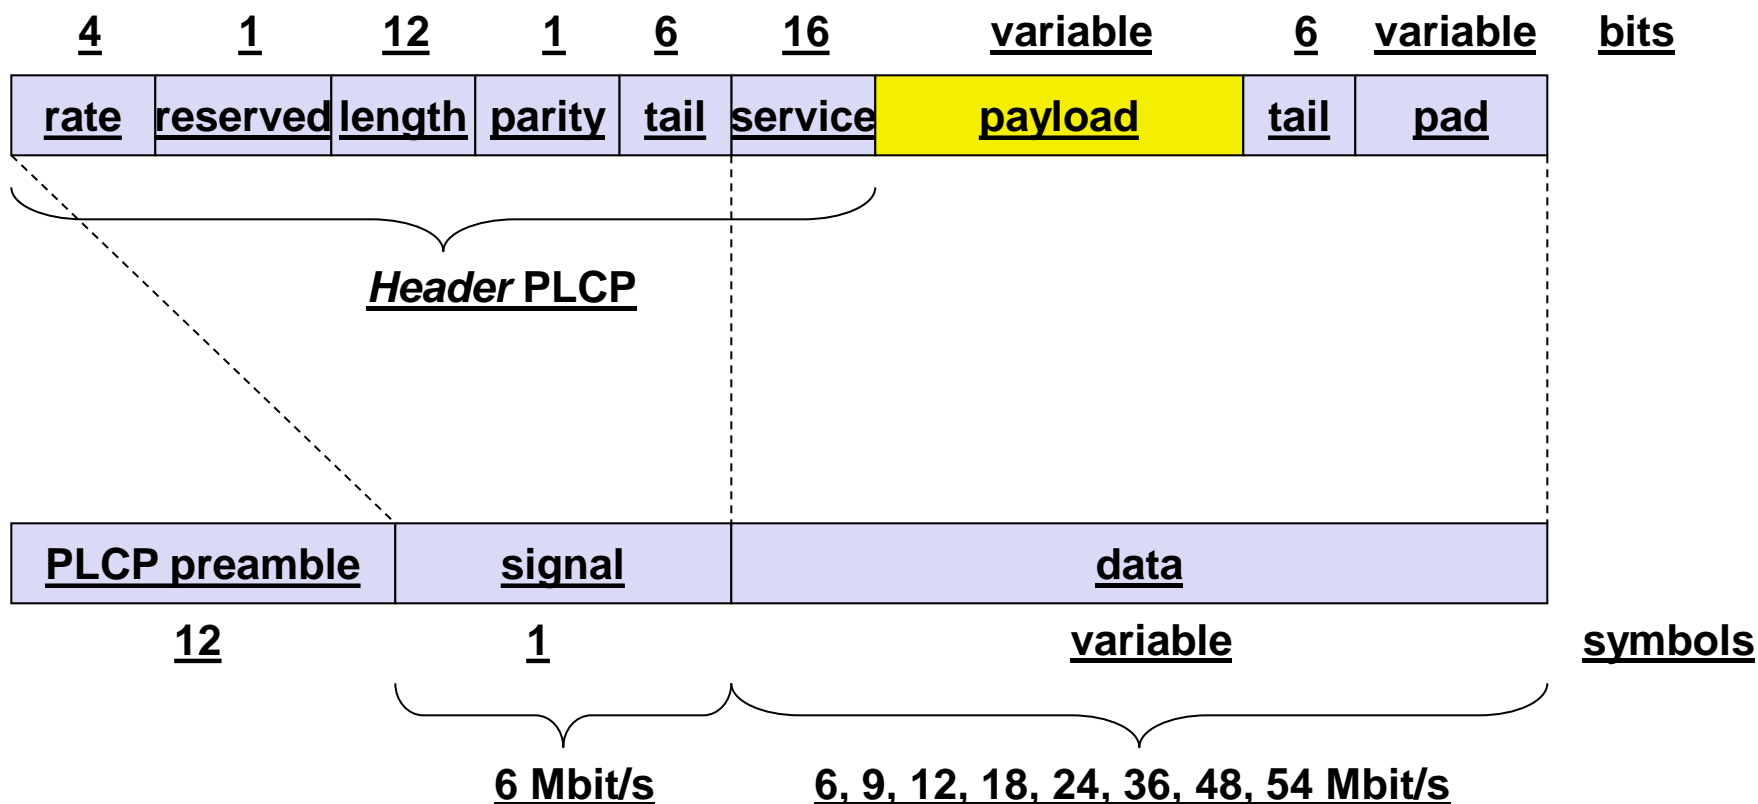 4 1 12 1 6 16 variable 6 variable bits
rate reserved length parity tail service payload tail pad
Header PLCP
PLCP preamble signal data
12 1 variable symbols
6 Mbit/s 6, 9, 12, 18, 24, 36, 48, 54 Mbit/s